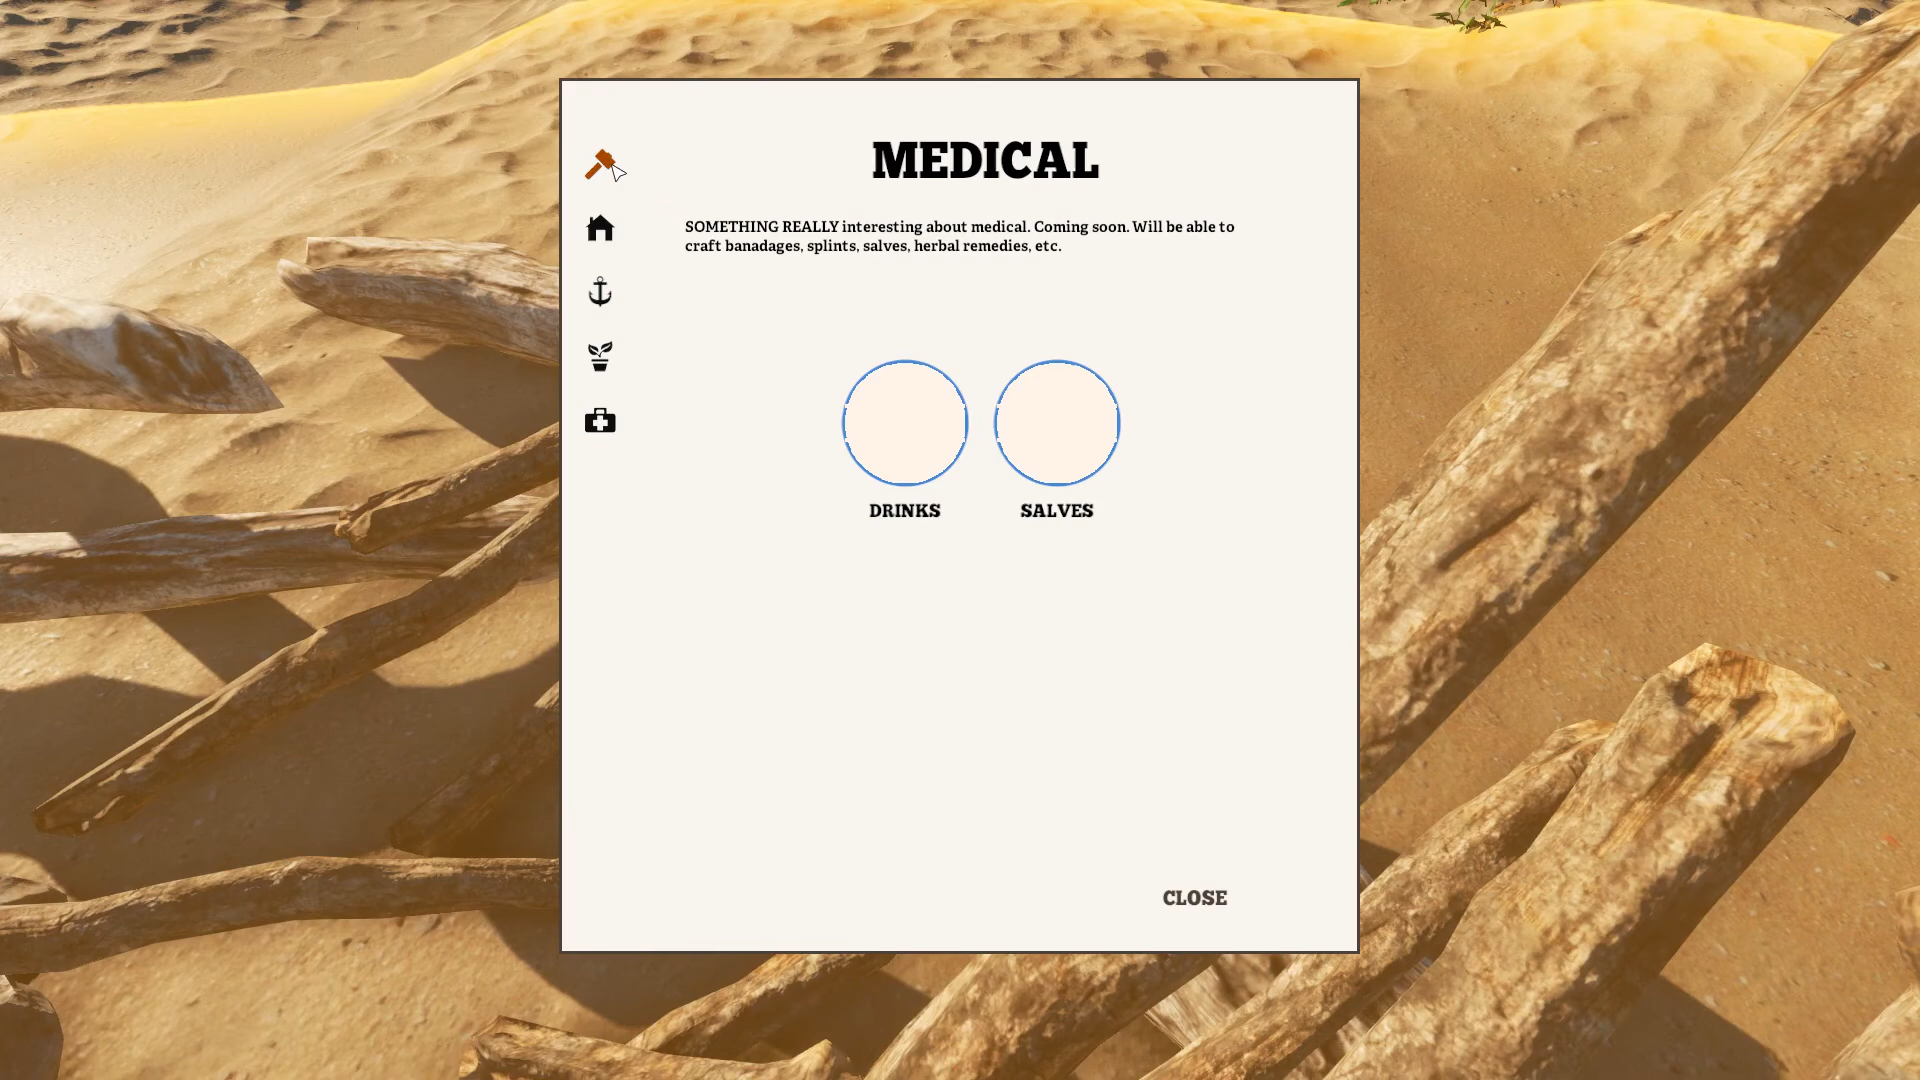 MEDICAL
SOMETHING REALLY interesting about medical. Coming soon. Will be able to
craft banadages, splints, salves, herbal remedies, etc.
DRINKS SALVES
CLOSE